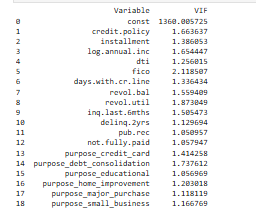 Variable VIF
0 const 1360.005725
1 credit.policy 1.663637
2 installment 1.386053
3 log.annual.inc 1.654447
4 dti 1.256015
5 fico 2.118507
6 days.with.cr.line 1.336434
7 revol.bal 1.559409
8 revol.util 1.873049
9 inq.last.6mths 1.505473
10 delinq.2yrs 1.129694
11 pub.rec 1.050957
12 not.fully.paid 1.057947
13 purpose_credit_card 1.414258
14 purpose_debt_consolidation 1.737612
15 purpose_educational 1.056969
16 purpose_home_improvement 1.203018
17 purpose_major_purchase 1.118119
18 purpose_small_business 1.166769